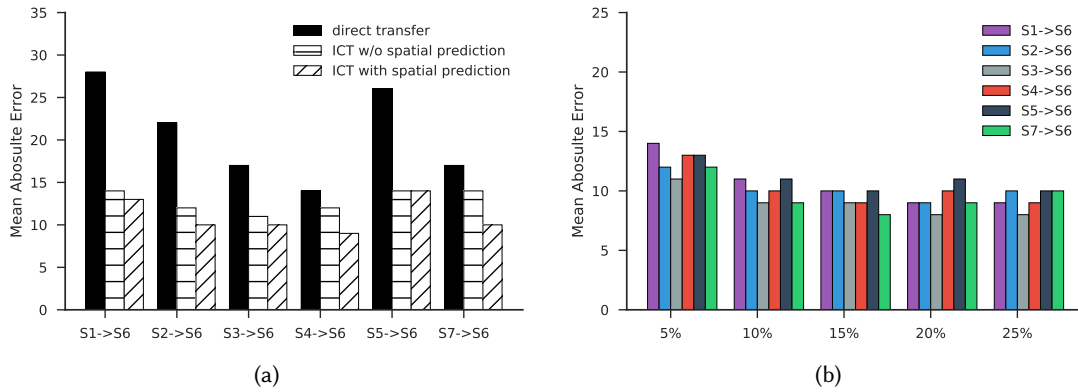 35
30
25
20
15
10
5
0
Mean Abosulte Error
direct transfer
ICT w/o spatial prediction
ICT with spatial prediction
S1->S6 S2->S6 S3->S6 S4->S6 S5->S6 S7->S6
(a)
25
20
15
10
5
0
Mean Abosulte Error
S1->S6
S2->S6
S3->S6
S4->S6
S5->S6
S7->S6
5% 10% 15% 20% 25%
(b)